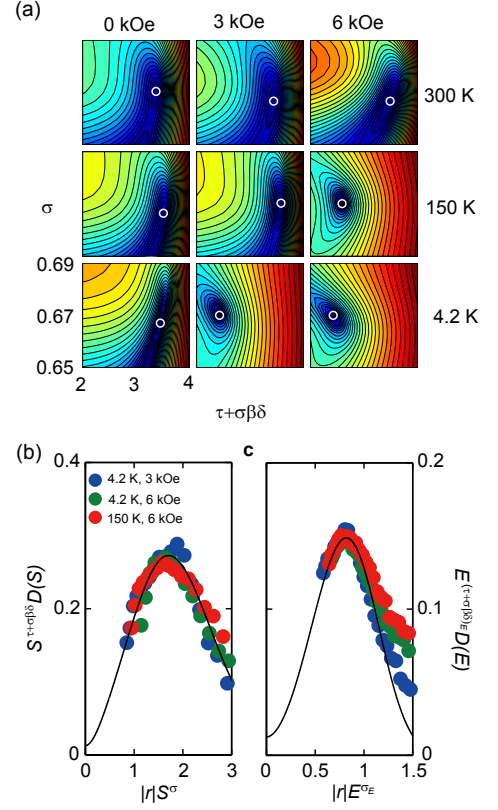 (a)
0 kOe 3 kOe 6 kOe
300 K
σ
150 K
0.69
0.67
4.2 K
0.65
2 3 4
τ+σβδ
(b) c
0.4 0.2
4.2 K, 3 kOe
4.2 K, 6 kOe
150 K, 6 kOe
S^{τ+σβδ}D(S)
0.2 0.1
E^{(τ+σβδ)_E}D(E)
0 0
0 1 2 3 0 0.5 1 1.5
|r|S^σ |r|E^{σ_E}